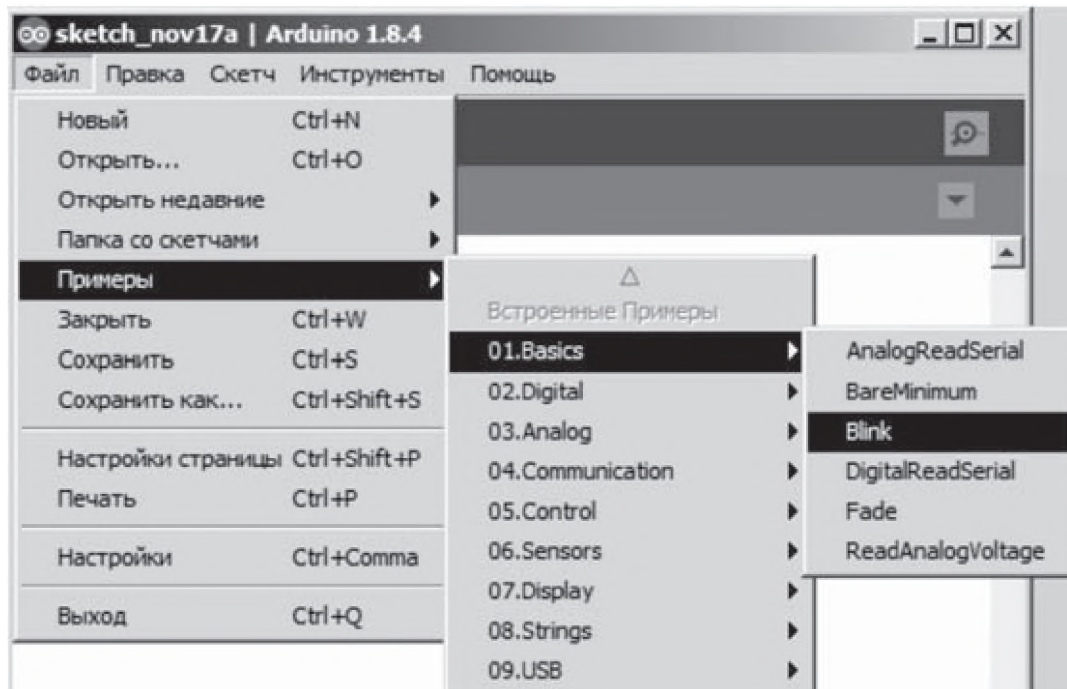 sketch_nov17a | Arduino 1.8.4
Файл Правка Скетч Инструменты Помощь
Новый Ctrl+N
Открыть... Ctrl+O
Открыть недавние
Папка со скетчами
Примеры
Закрыть Ctrl+W
Сохранить Ctrl+S
Сохранить как... Ctrl+Shift+S
Настройки страницы Ctrl+Shift+P
Печать Ctrl+P
Настройки Ctrl+Comma
Выход Ctrl+Q
Встроенные Примеры
01.Basics
02.Digital
03.Analog
04.Communication
05.Control
06.Sensors
07.Display
08.Strings
09.USB
AnalogReadSerial
BareMinimum
Blink
DigitalReadSerial
Fade
ReadAnalogVoltage